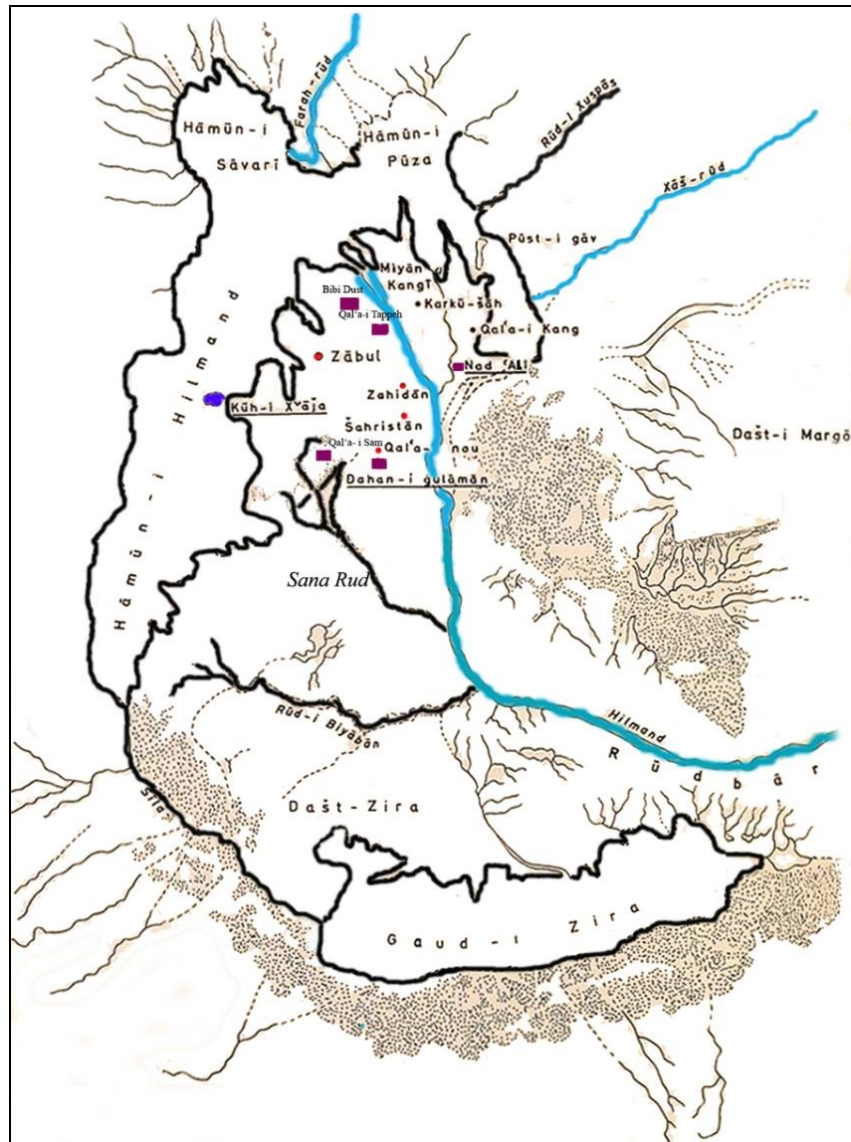 Farah-rūd
Hāmūn-i
Sāvarī
Hāmūn-i
Pūza
Rūd-i Xuspās
Xāš-rūd
Pūst-i gāv
Miyān
Kangī
Bibi Dust
Qal'a-i Tappeh
Karkū-šāh
Qal'a-i Kang
Zābul
Nad 'Alī
Zahidān
Kūh-i Xʷāja
Šahristān
Qal'a-i Sam
Qal'a- nou
Dahan-i gulāmān
Dašt-i Margō
Hāmūn-i Hilmand
Sana Rud
Rūd-i Biyābān
Hilmand
Rūdbār
Šīla
Dašt-Zira
Gaud-i Zira